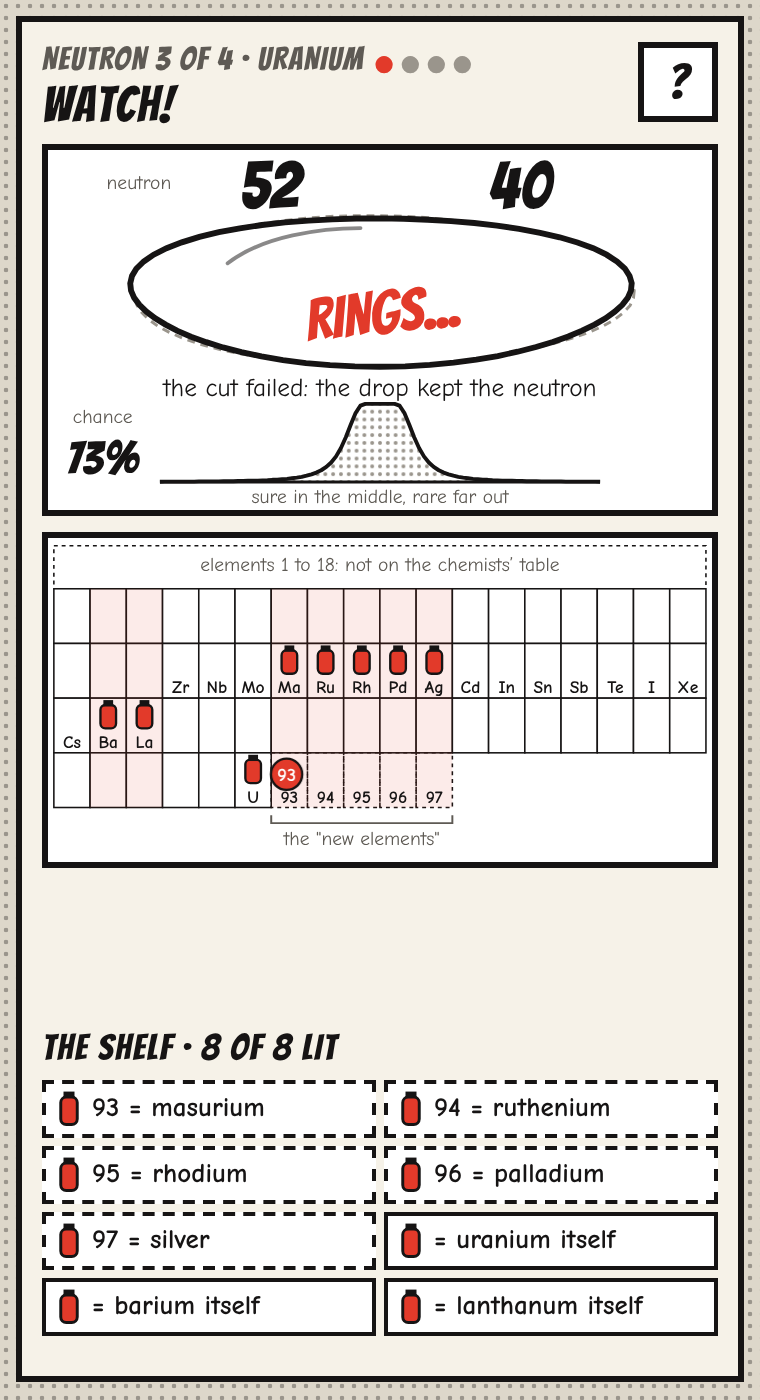 NEUTRON 3 OF 4 · URANIUM
WATCH!
?
neutron
52
40
RINGS...
the cut failed: the drop kept the neutron
chance
73%
sure in the middle, rare far out
elements 1 to 18: not on the chemists' table
Zr Nb Mo Ma Ru Rh Pd Ag Cd In Sn Sb Te I Xe
Cs Ba La
93
U 93 94 95 96 97
the "new elements"
THE SHELF · 8 OF 8 LIT
93 = masurium
94 = ruthenium
95 = rhodium
96 = palladium
97 = silver
= uranium itself
= barium itself
= lanthanum itself